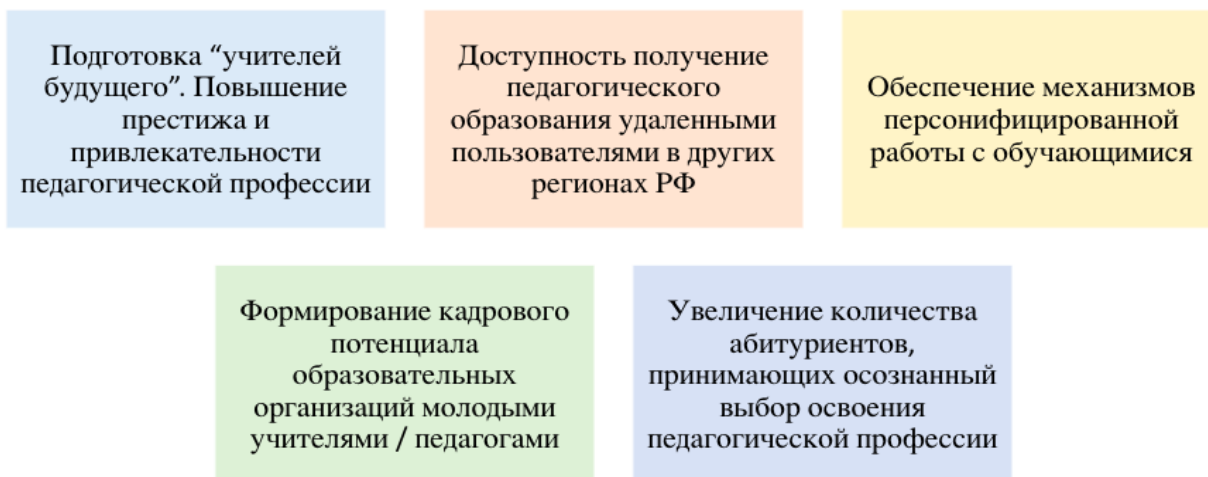 Подготовка “учителей
будущего”. Повышение
престижа и
привлекательности
педагогической профессии
Доступность получение
педагогического
образования удаленными
пользователями в других
регионах РФ
Обеспечение механизмов
персонифицированной
работы с обучающимися
Формирование кадрового
потенциала
образовательных
организаций молодыми
учителями / педагогами
Увеличение количества
абитуриентов,
принимающих осознанный
выбор освоения
педагогической профессии